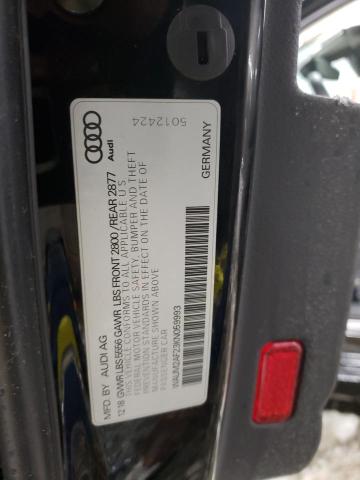 MFD. BY AUDI AG
12.18 GVWR LBS 5556 GAWR LBS FRONT 2800 /REAR 2877
THIS VEHICLE CONFORMS TO ALL APPLICABLE U S
FEDERAL MOTOR VEHICLE SAFETY, BUMPER AND THEFT
PREVENTION STANDARDS IN EFFECT ON THE DATE OF
MANUFACTURE SHOWN ABOVE
PASSENGER CAR
WAUM2AF23KN059993
GERMANY
Audi
5012424